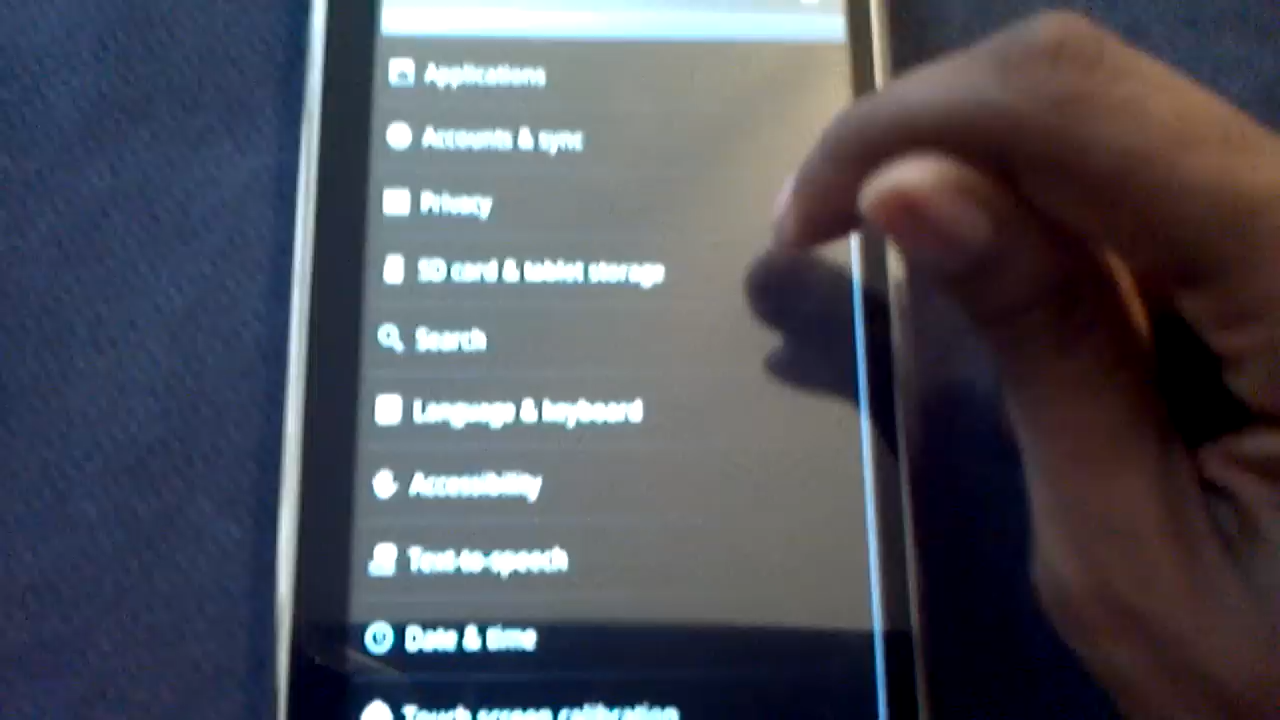 Applications
Accounts & sync
Privacy
SD card & tablet storage
Search
Language & keyboard
Accessibility
Text-to-speech
Date & time
Touch screen calibration